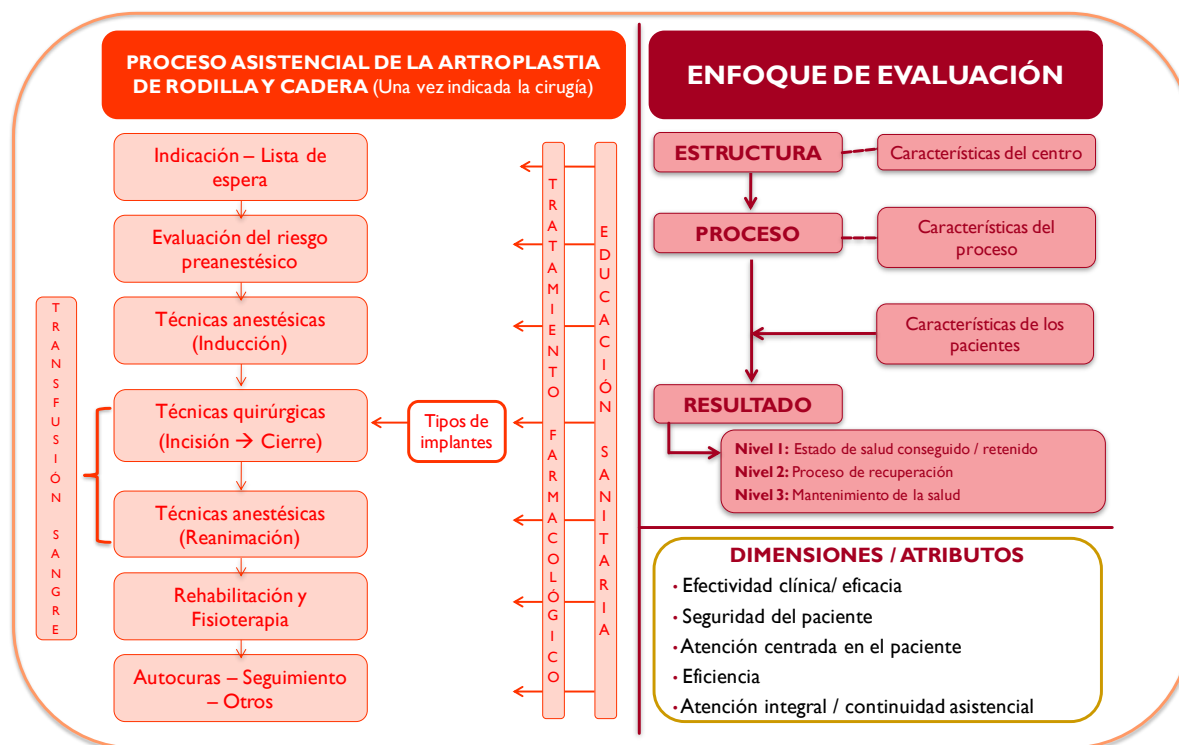 PROCESO ASISTENCIAL DE LA ARTROPLASTIA
DE RODILLA Y CADERA (Una vez indicada la cirugía)
Indicación – Lista de
espera
Evaluación del riesgo
preanestésico
Técnicas anestésicas
(Inducción)
Técnicas quirúrgicas
(Incisión → Cierre)
Técnicas anestésicas
(Reanimación)
Rehabilitación y
Fisioterapia
Autocuras – Seguimiento
– Otros
TRANSFUSIÓN SANGRE
Tipos de
implantes
TRATAMIENTO FARMACOLÓGICO
EDUCACIÓN SANITARIA
ENFOQUE DE EVALUACIÓN
ESTRUCTURA
Características del centro
PROCESO
Características del
proceso
Características de los
pacientes
RESULTADO
Nivel 1: Estado de salud conseguido / retenido
Nivel 2: Proceso de recuperación
Nivel 3: Mantenimiento de la salud
DIMENSIONES / ATRIBUTOS
• Efectividad clínica/ eficacia
• Seguridad del paciente
• Atención centrada en el paciente
• Eficiencia
• Atención integral / continuidad asistencial